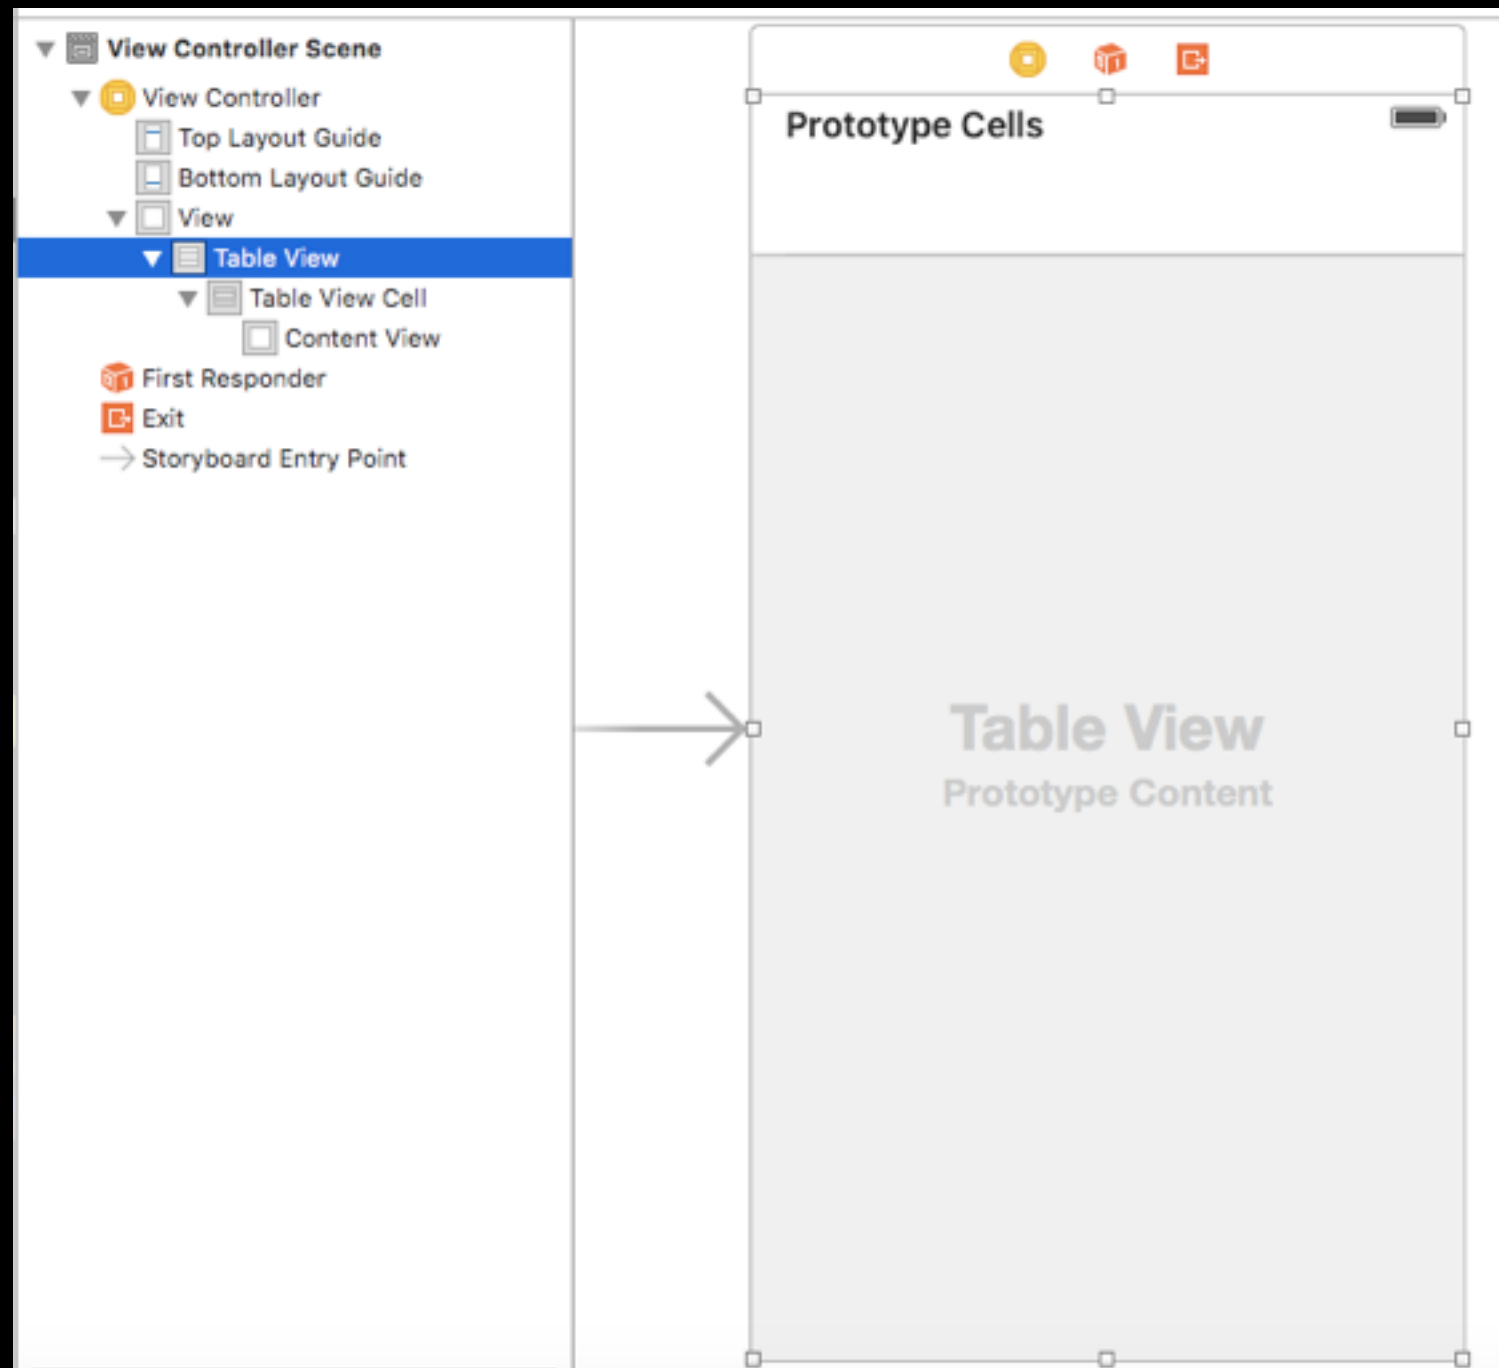 View Controller Scene
View Controller
Top Layout Guide
Bottom Layout Guide
View
Table View
Table View Cell
Content View
First Responder
Exit
Storyboard Entry Point
Prototype Cells
Table View
Prototype Content